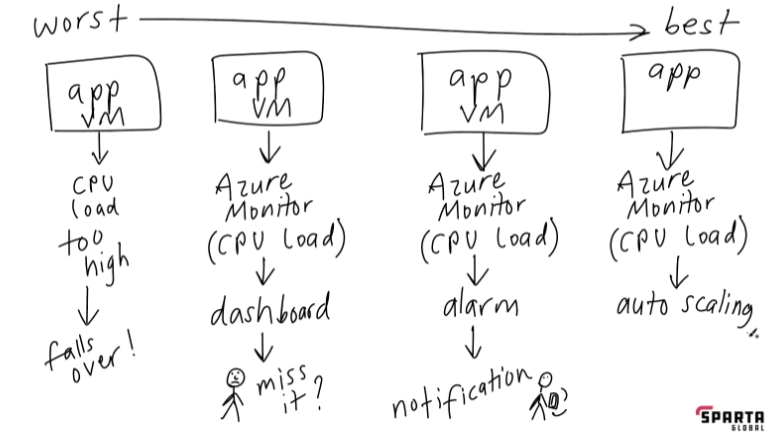 worst
best
app
VM
CPU
load
too
high
falls
over!
app
VM
Azure
Monitor
(CPU load)
dashboard
miss
it?
app
VM
Azure
Monitor
(CPU load)
alarm
notification
app
Azure
Monitor
(CPU load)
auto scaling
SPARTA
GLOBAL